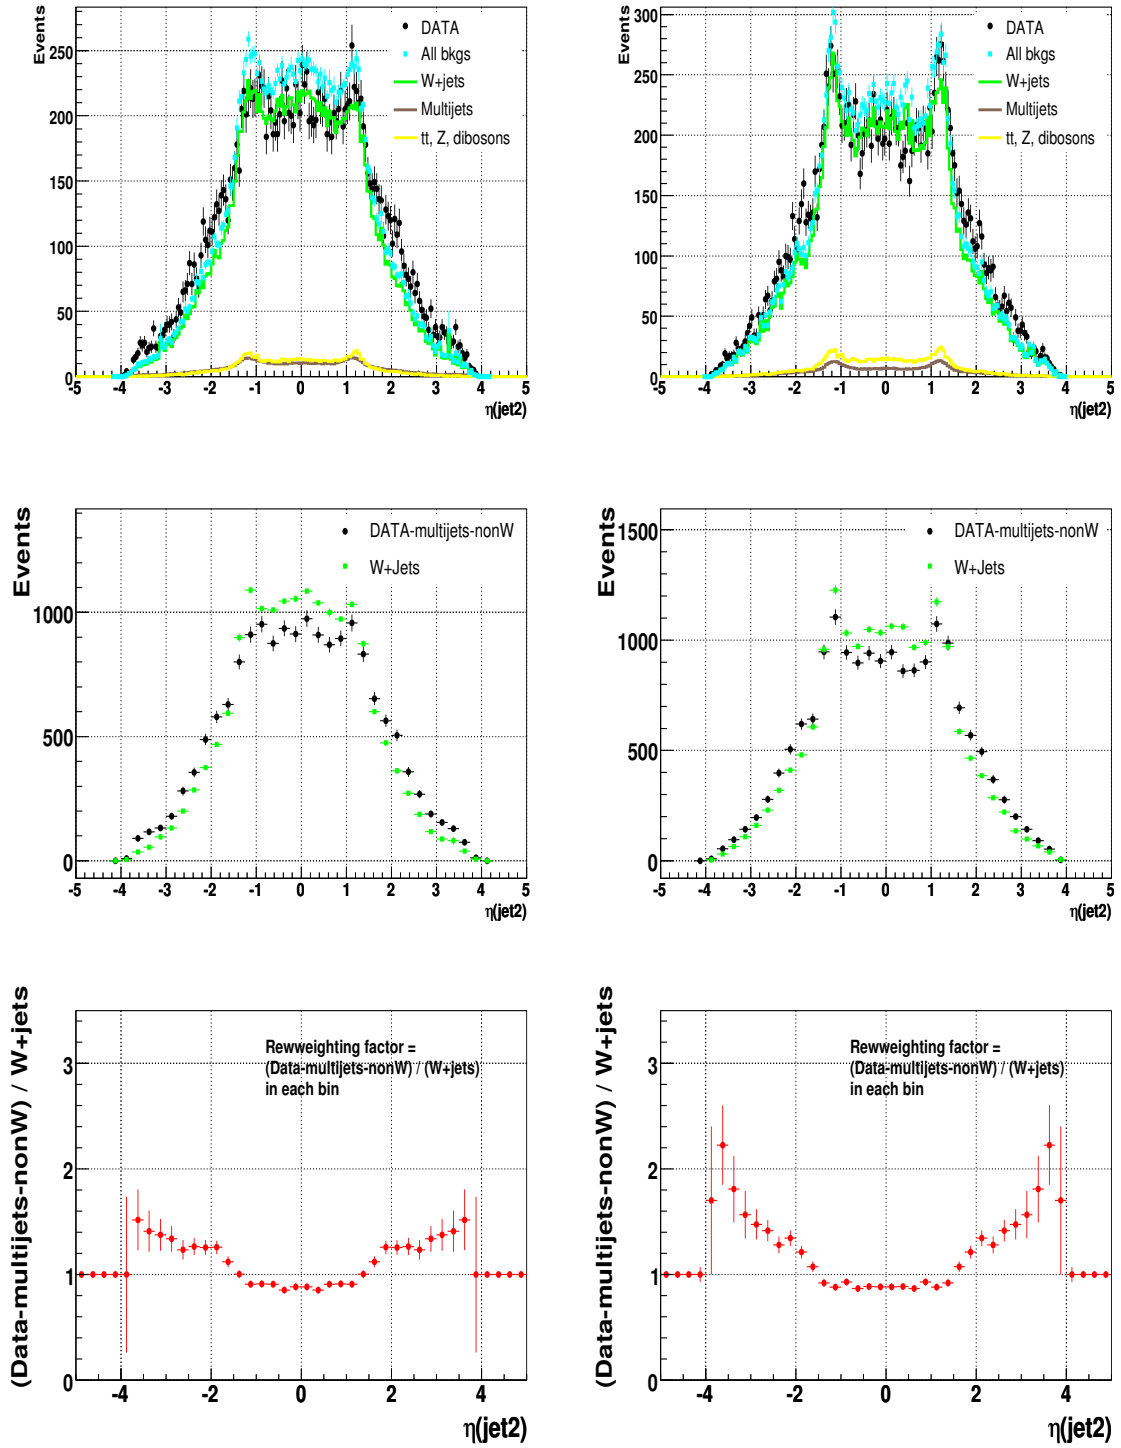 Events
DATA
All bkgs
W+jets
Multijets
tt, Z, dibosons
250
200
150
100
50
0
-5 -4 -3 -2 -1 0 1 2 3 4 5
η(jet2)
Events
DATA
All bkgs
W+jets
Multijets
tt, Z, dibosons
300
250
200
150
100
50
0
-5 -4 -3 -2 -1 0 1 2 3 4 5
η(jet2)
Events
DATA-multijets-nonW
W+Jets
1000
500
0
-5 -4 -3 -2 -1 0 1 2 3 4 5
η(jet2)
Events
DATA-multijets-nonW
W+Jets
1500
1000
500
0
-5 -4 -3 -2 -1 0 1 2 3 4 5
η(jet2)
(Data-multijets-nonW) / W+jets
Rewweighting factor =
(Data-multijets-nonW) / (W+jets)
in each bin
3
2
1
0
-4 -2 0 2 4
η(jet2)
(Data-multijets-nonW) / W+jets
Rewweighting factor =
(Data-multijets-nonW) / (W+jets)
in each bin
3
2
1
0
-4 -2 0 2 4
η(jet2)